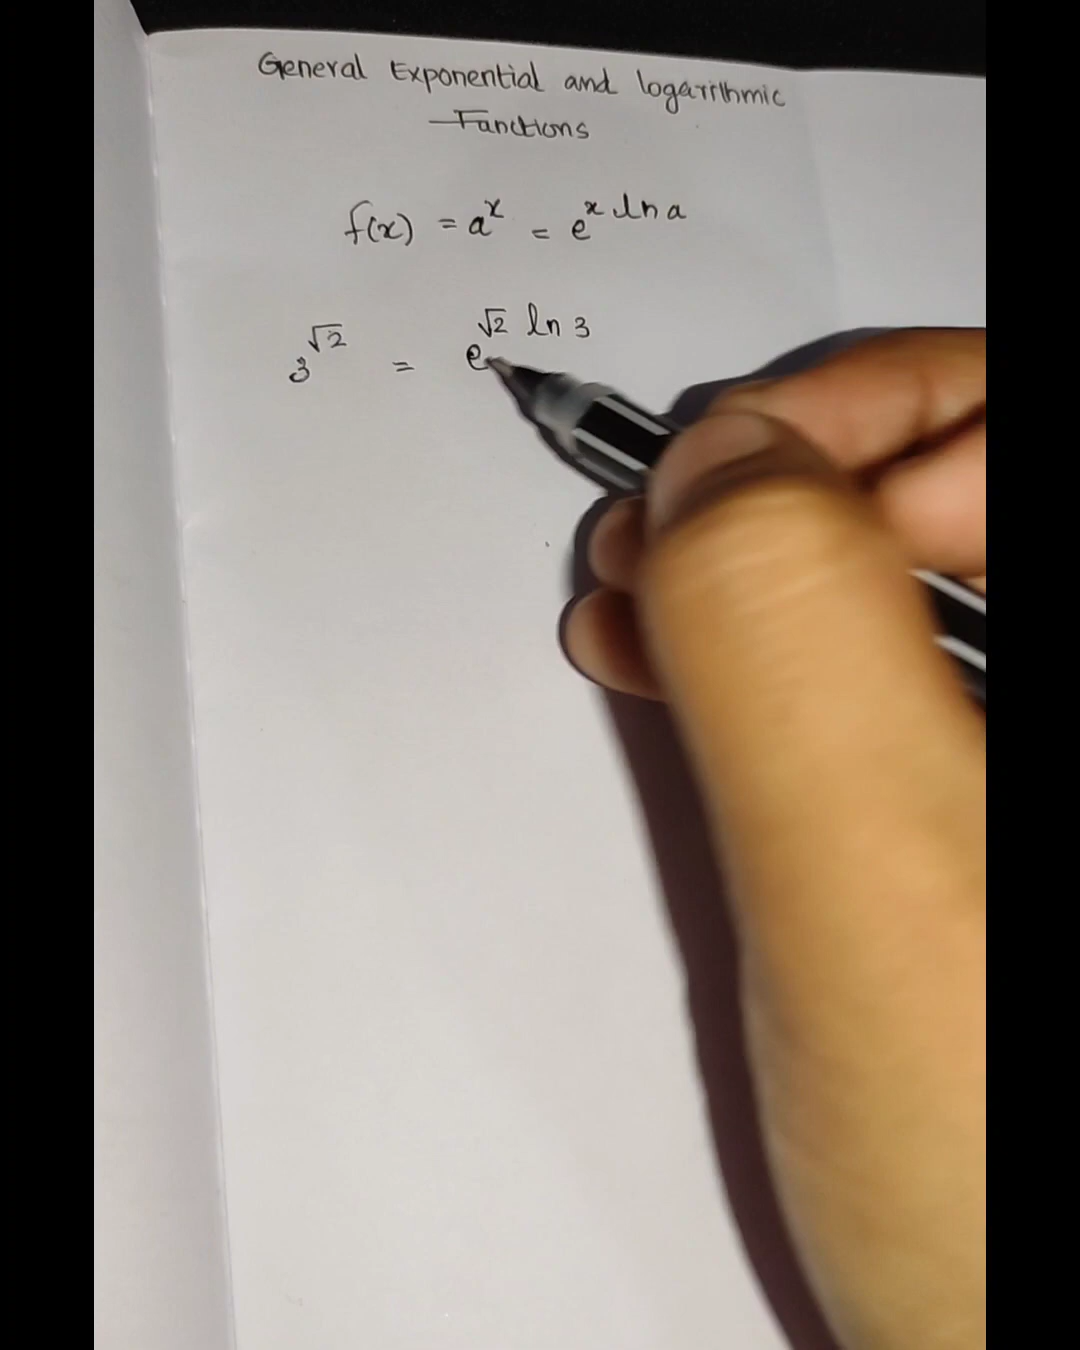 General Exponential and logarithmic
Functions
f(x) = a^x = e^{x ln a}
3^{√2} = e^{√2 ln 3}